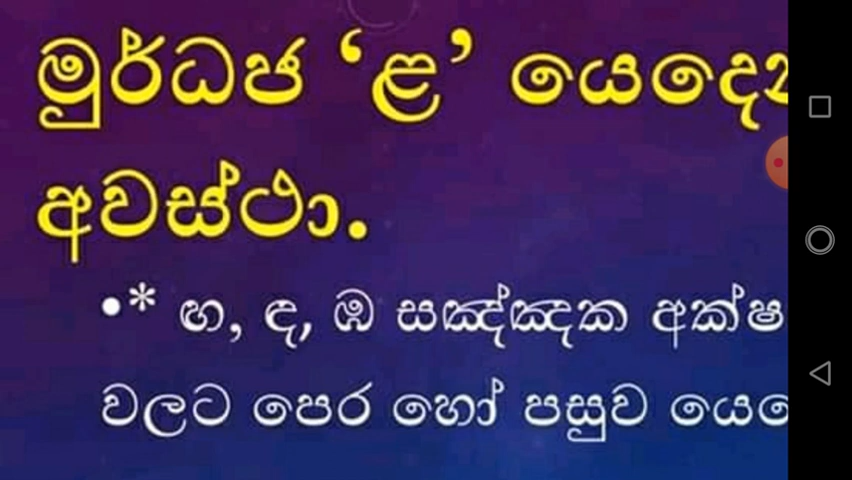 මුර්ධජ ‘ළ’ යෙදෙන
අවස්ථා.
•* ඟ, ඳ, ඹ සඤ්ඤක අක්ෂ
වලට පෙර හෝ පසුව